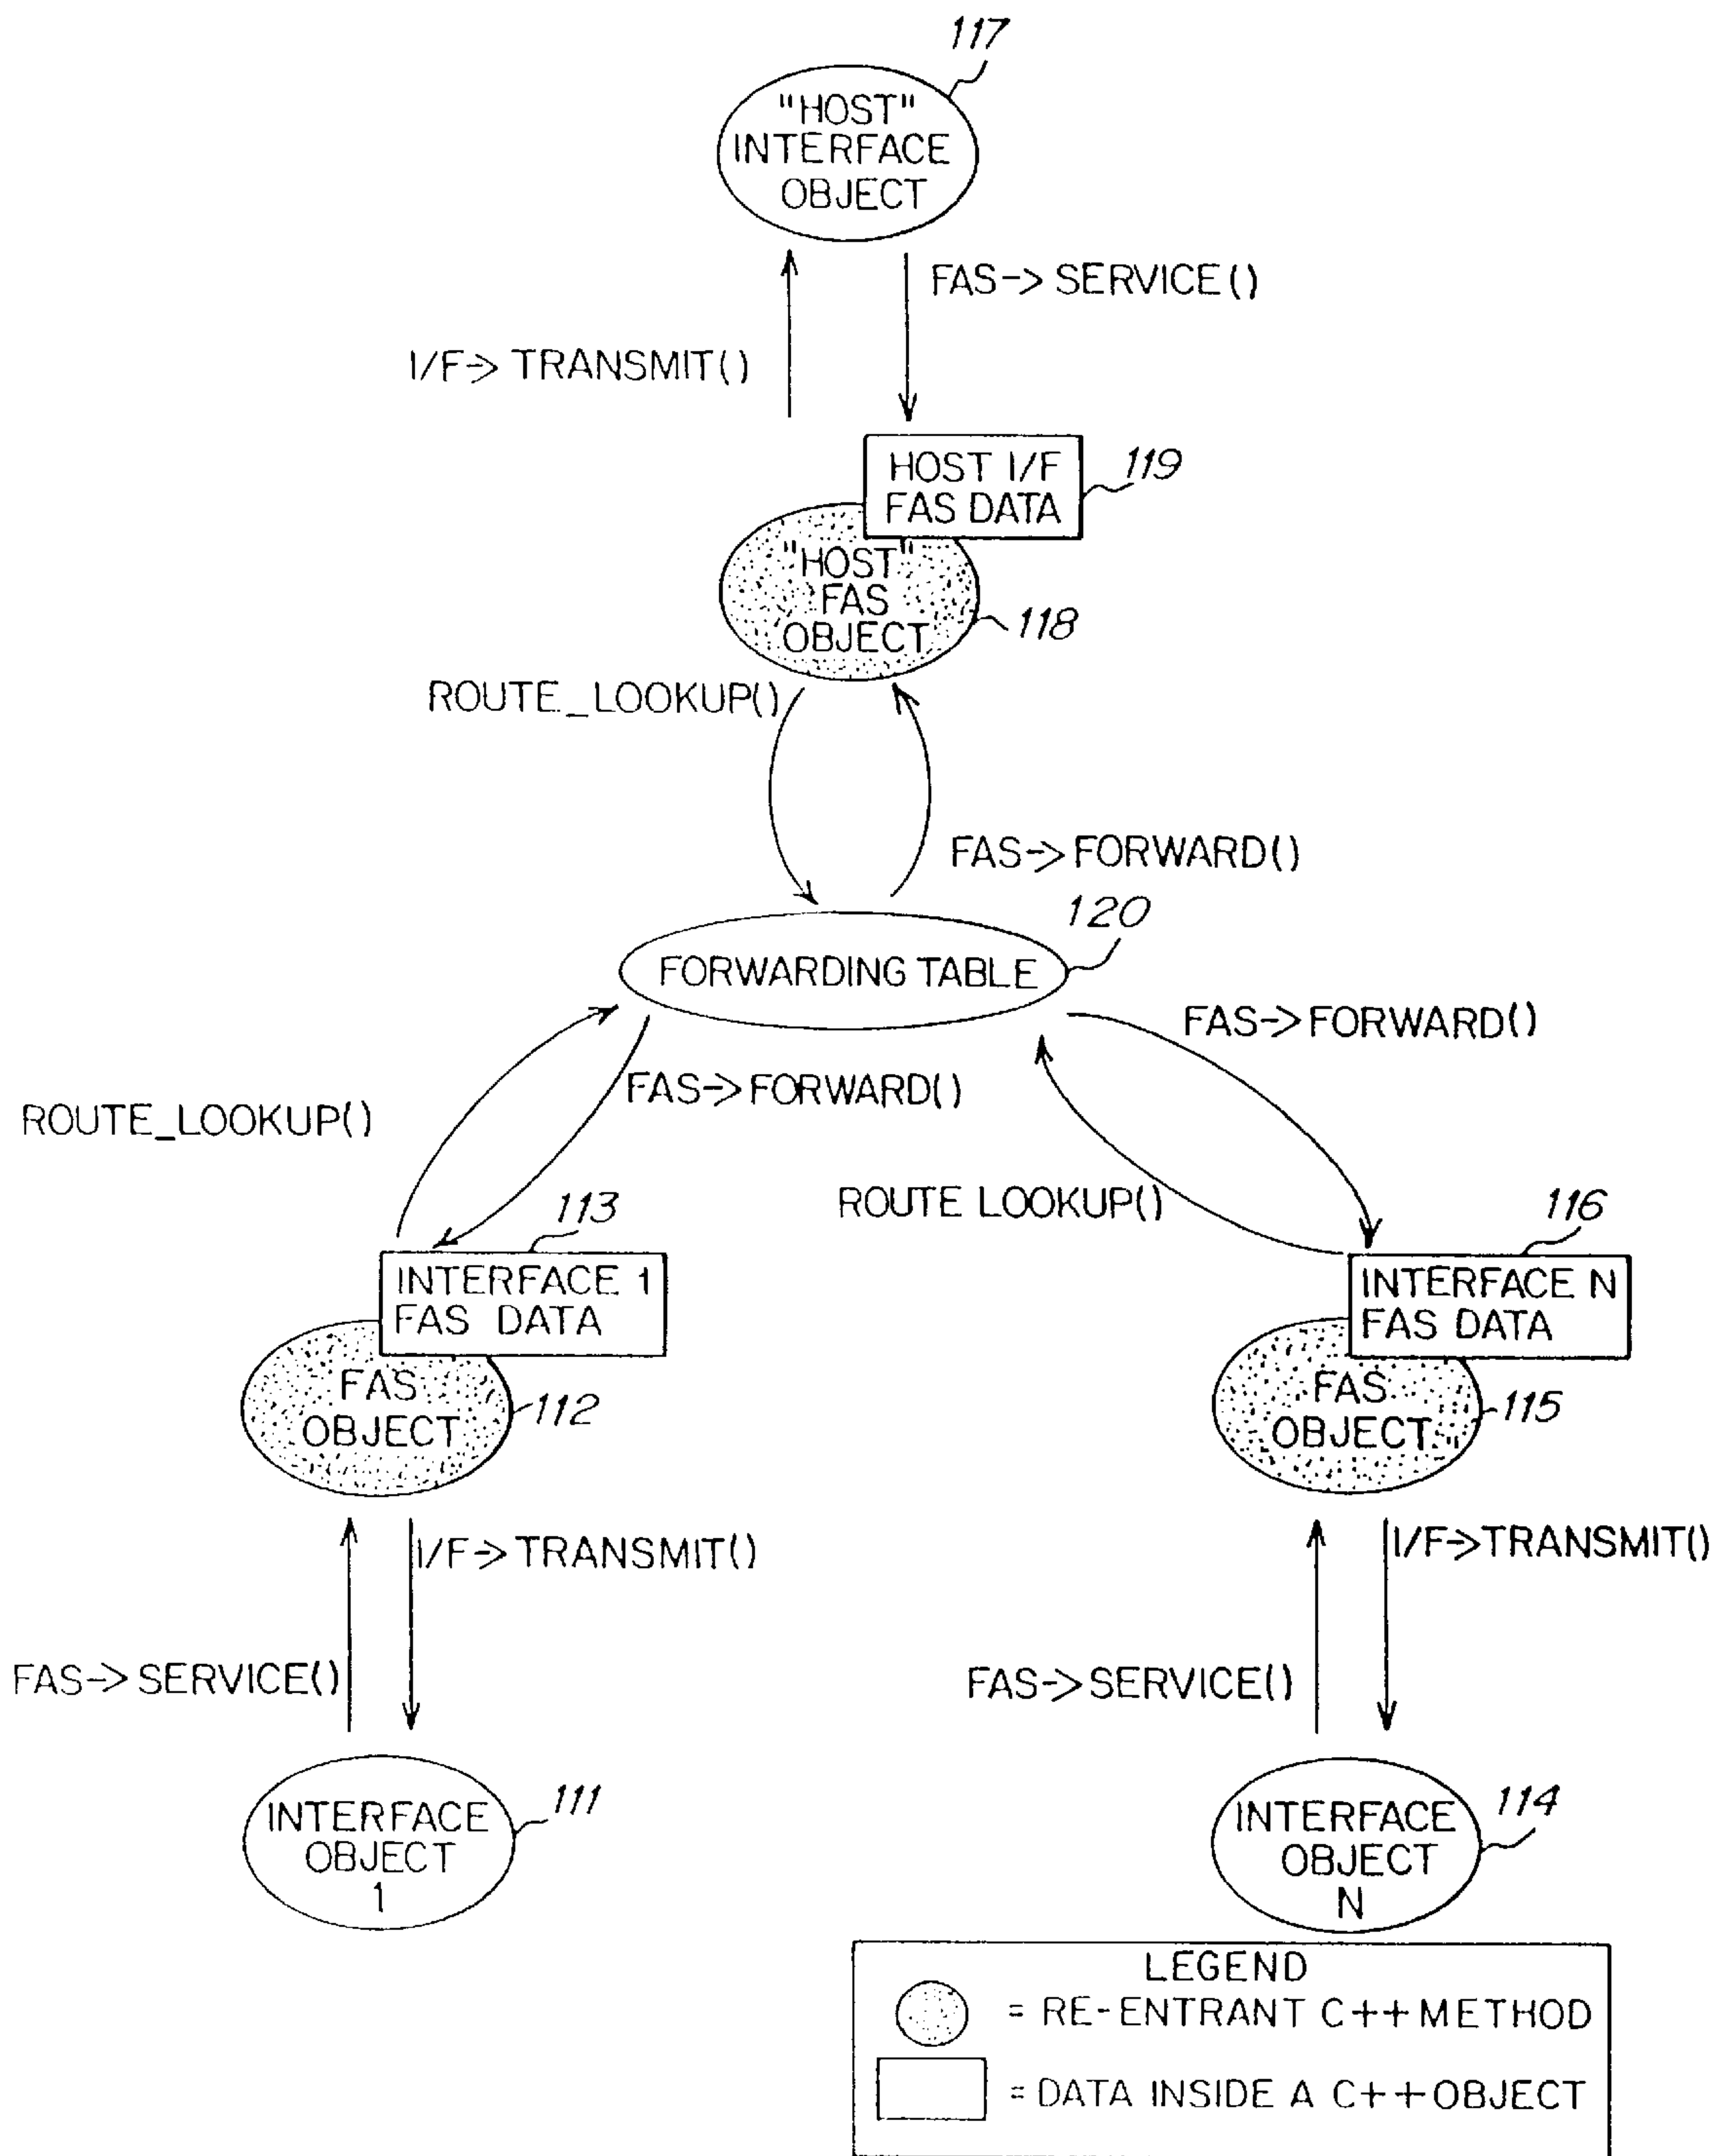 117
"HOST"
INTERFACE
OBJECT
FAS-> SERVICE()
I/F-> TRANSMIT()
HOST I/F
FAS DATA
119
"HOST"
FAS
OBJECT
118
ROUTE_LOOKUP()
FAS->FORWARD()
120
FORWARDING TABLE
FAS->FORWARD()
FAS->FORWARD()
ROUTE_LOOKUP()
ROUTE LOOKUP()
113
116
INTERFACE 1
FAS DATA
INTERFACE N
FAS DATA
FAS
OBJECT
112
FAS
OBJECT
115
I/F-> TRANSMIT()
I/F->TRANSMIT()
FAS-> SERVICE()
FAS->SERVICE()
INTERFACE
OBJECT
1
111
INTERFACE
OBJECT
N
114
LEGEND
= RE-ENTRANT C++ METHOD
= DATA INSIDE A C++ OBJECT